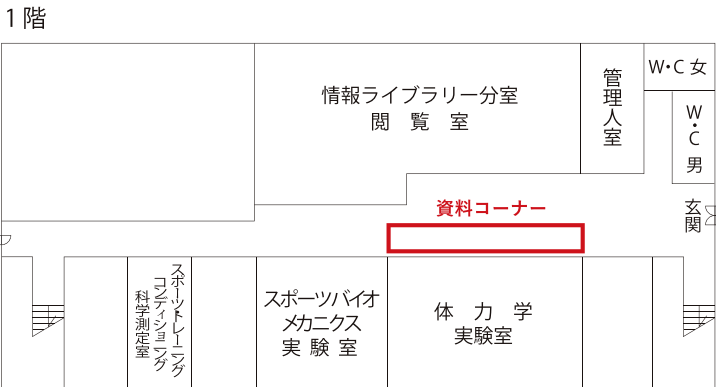 1階
情報ライブラリー分室
閲覧室
管理人室
W・C 女
W・C 男
資料コーナー
玄関
スポーツ・トレーニング
コンディショニング
科学測定室
スポーツバイオ
メカニクス
実験室
体力学
実験室